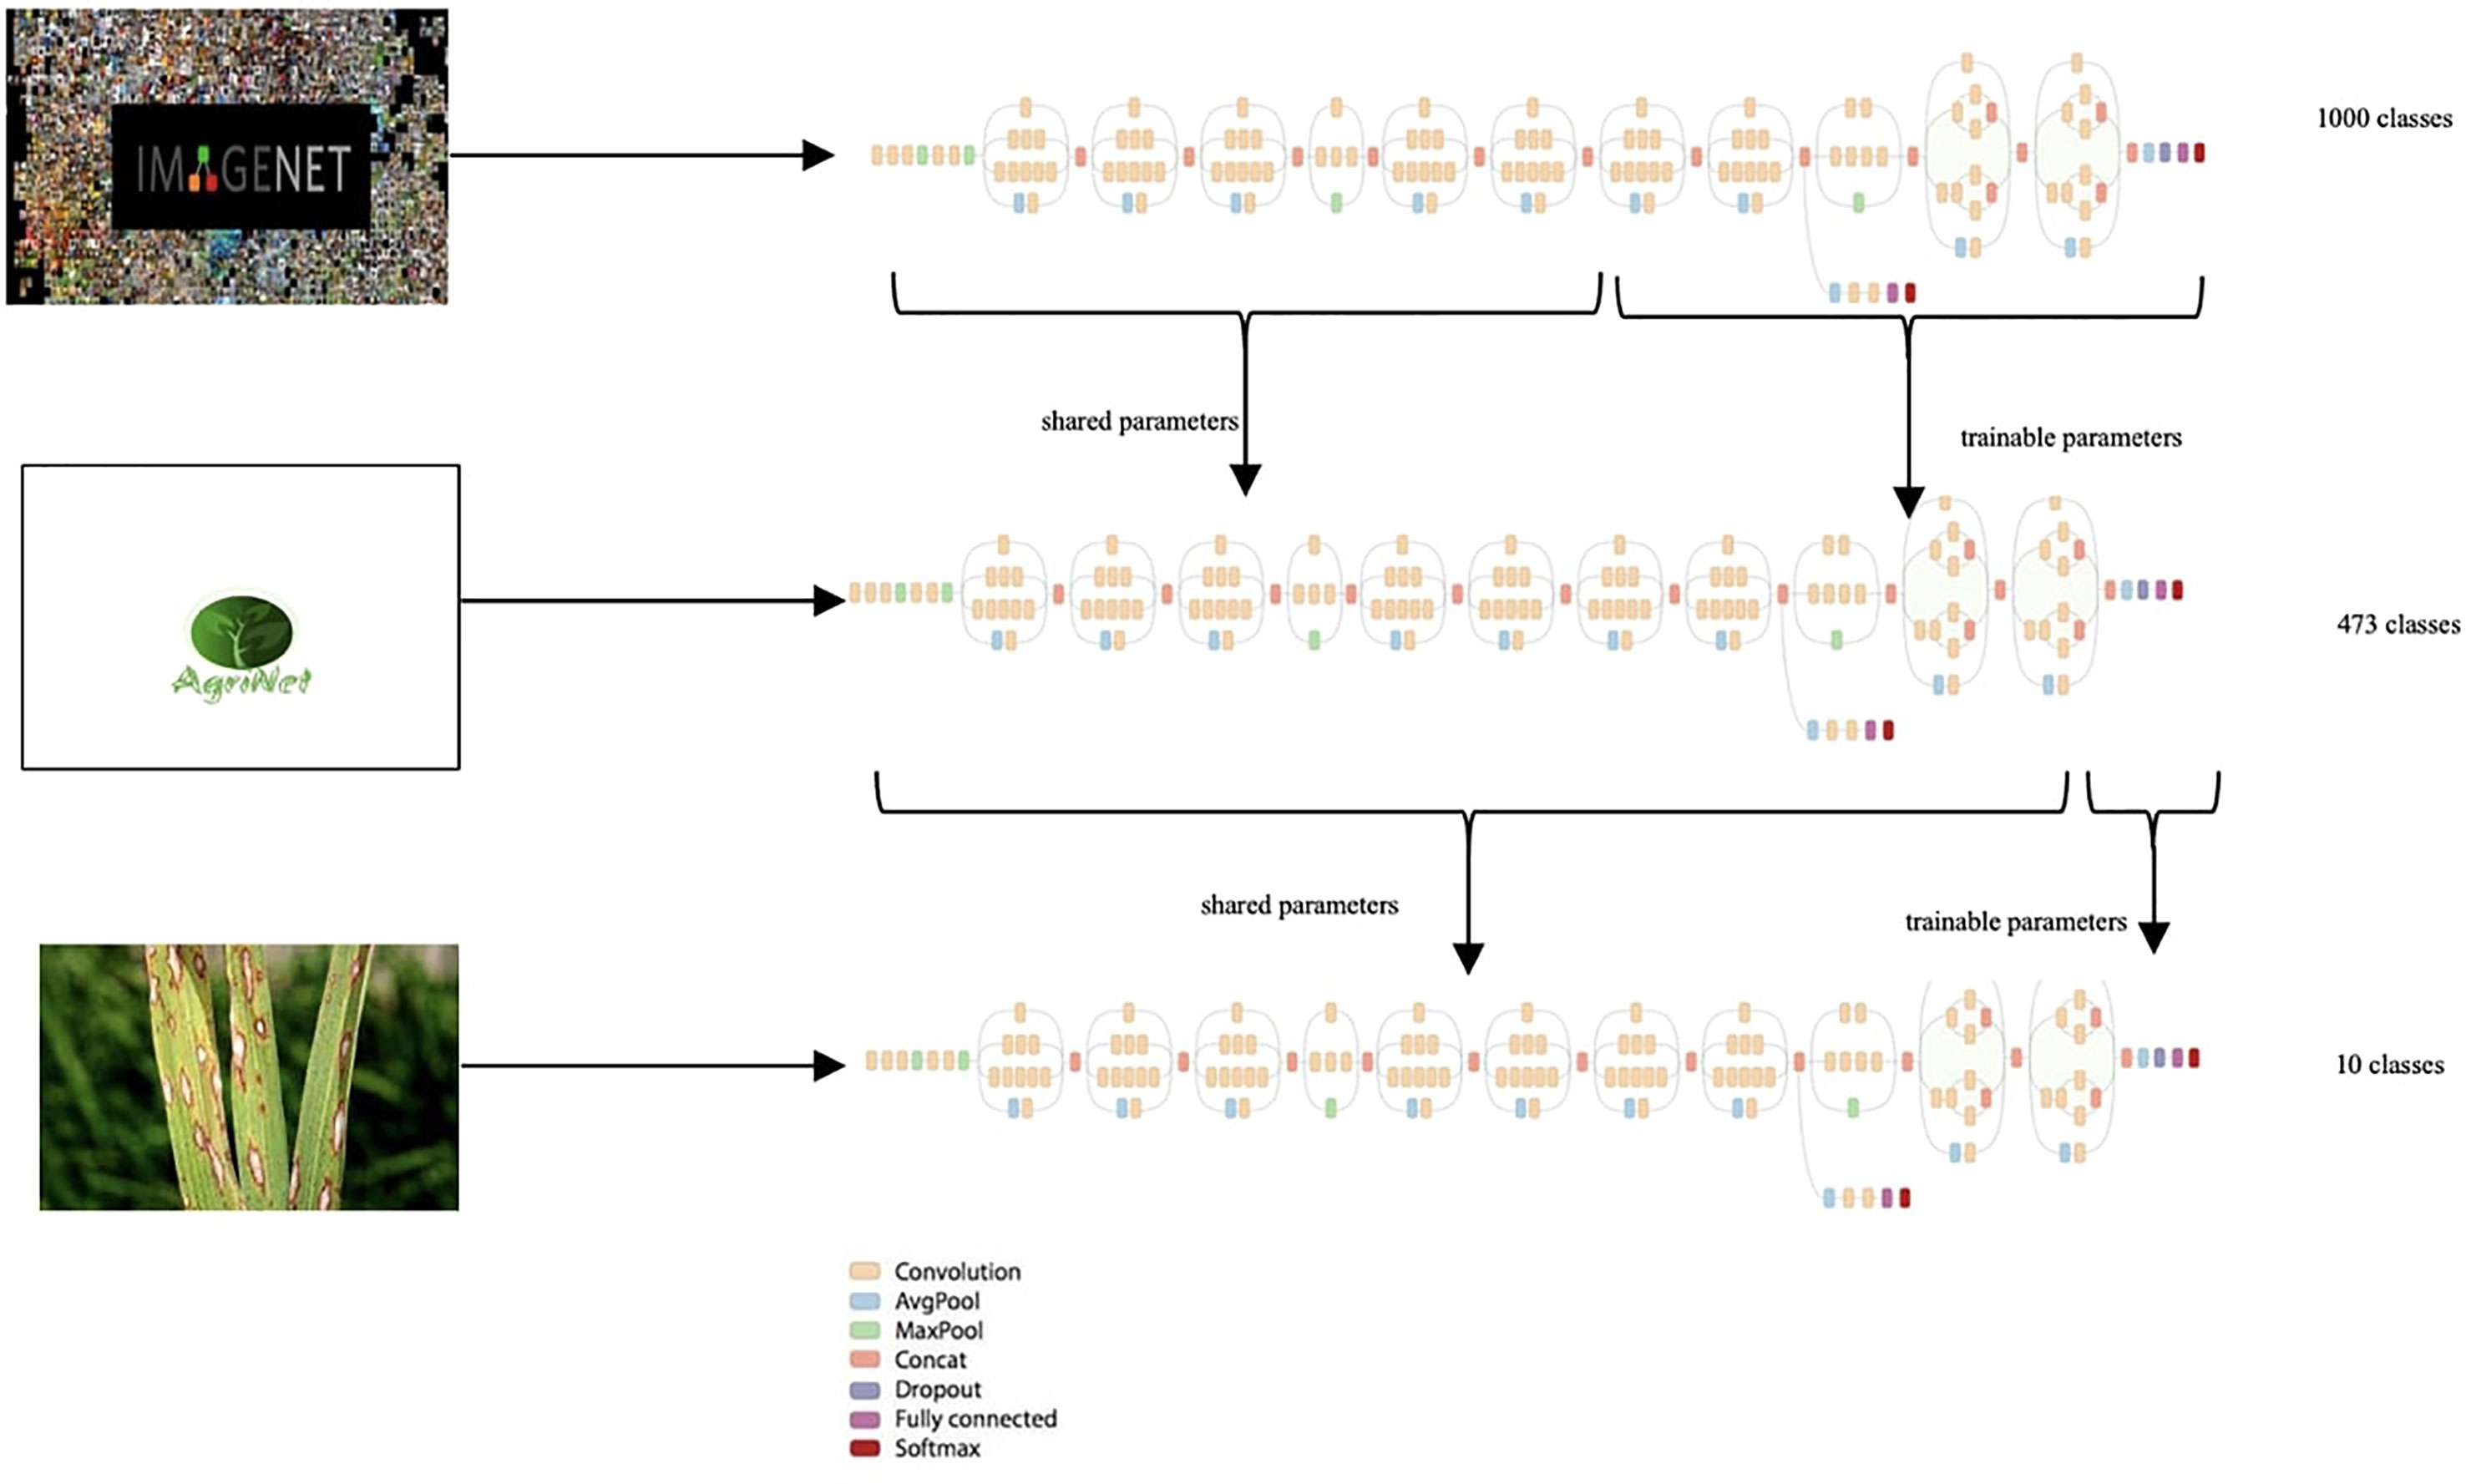 IMAGENET
1000 classes
shared parameters
trainable parameters
AgriNet
473 classes
shared parameters
trainable parameters
10 classes
Convolution
AvgPool
MaxPool
Concat
Dropout
Fully connected
Softmax